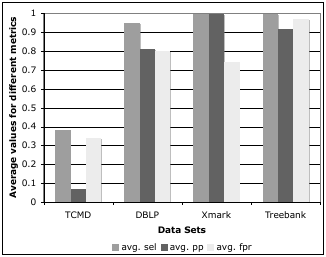 Average values for different metrics
1
0.9
0.8
0.7
0.6
0.5
0.4
0.3
0.2
0.1
0
TCMD DBLP Xmark Treebank
Data Sets
avg. sel avg. pp avg. fpr